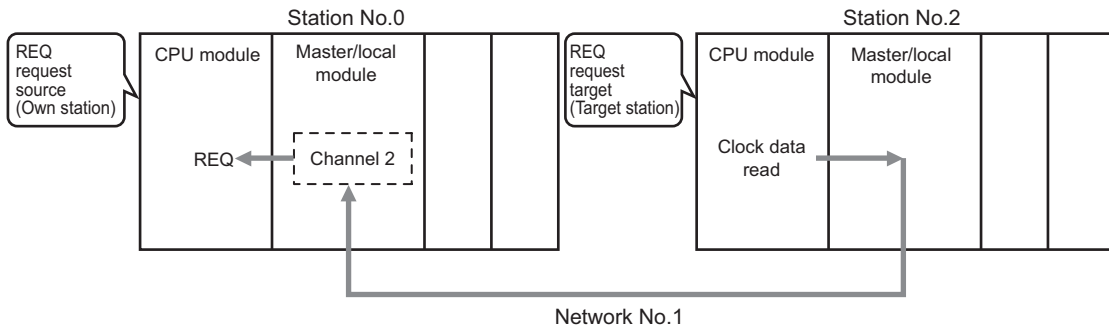 Station No.0
Station No.2
REQ
request
source
(Own station)
CPU module
Master/local
module
REQ
request
target
(Target station)
CPU module
Master/local
module
REQ
Channel 2
Clock data
read
Network No.1